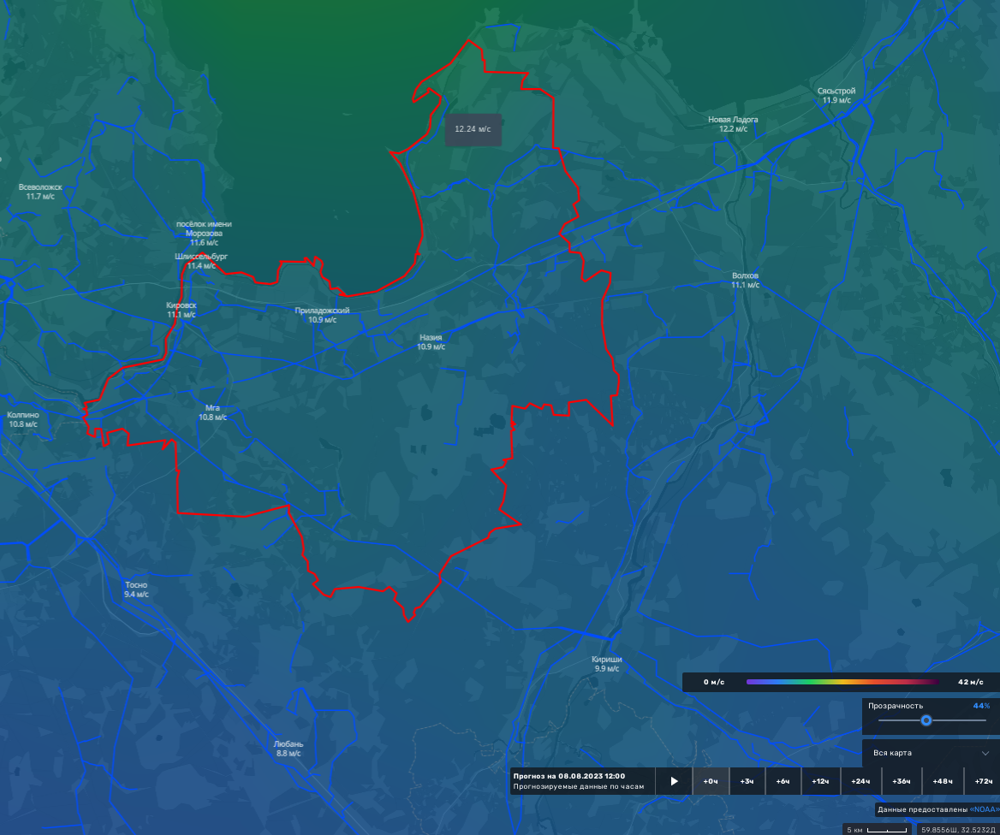 Сясьстрой
11.9 м/с
Новая Ладога
12.2 м/с
12.24 м/с
Всеволожск
11.7 м/с
посёлок имени
Морозова
11.6 м/с
Шлиссельбург
11.4 м/с
Волхов
11.1 м/с
Кировск
11.1 м/с
Приладожский
10.9 м/с
Назия
10.9 м/с
Мга
10.8 м/с
Колпино
10.8 м/с
Тосно
9.4 м/с
Кириши
9.9 м/с
Любань
8.8 м/с
0 м/с 42 м/с
Прозрачность 44%
Вся карта
Прогноз на 08.08.2023 12:00
Прогнозируемые данные по часам
+0ч +3ч +6ч +12ч +24ч +36ч +48ч +72ч
Данные предоставлены «NOAA»
5 км 59.8556Ш, 32.5232Д